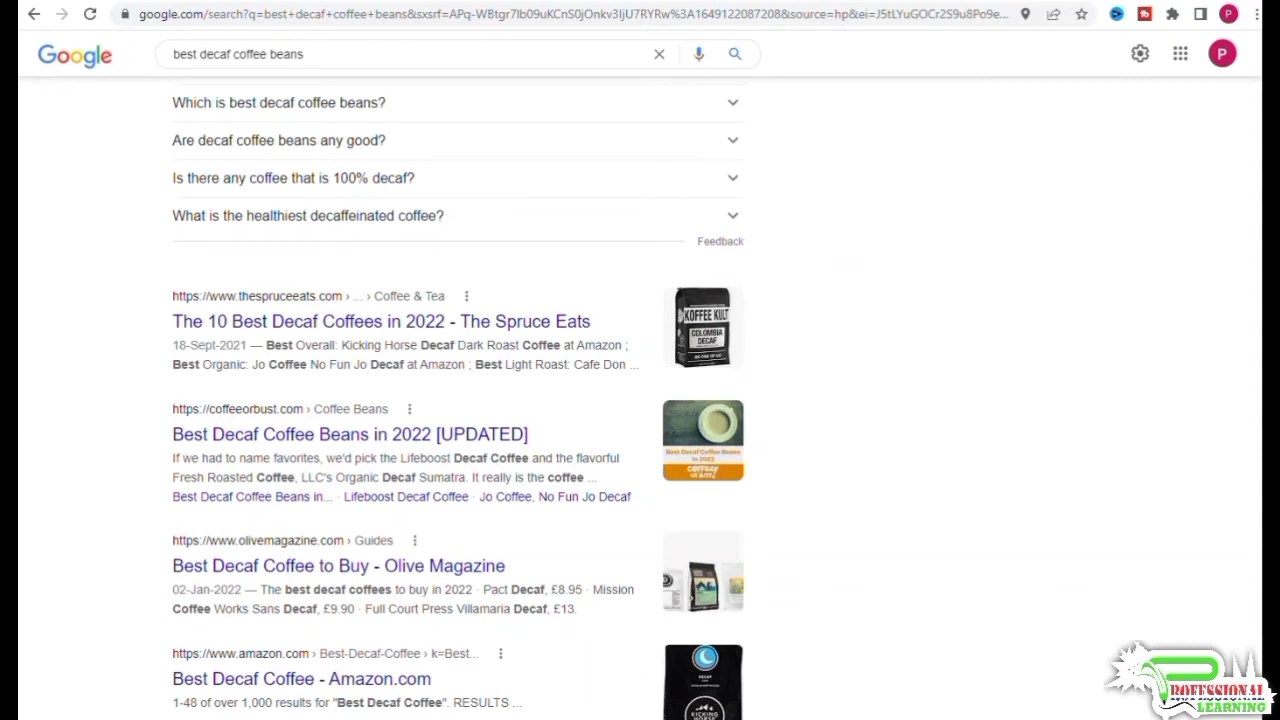 google.com/search?q=best+decaf+coffee+beans&sxsrf=APq-WBtgr7Ib09uKCnS0jOnkv3IjU7RYRw%3A1649122087208&source=hp&ei=J5tLYuGOCr2S9u8Po9e...
P
Google
best decaf coffee beans
P
Which is best decaf coffee beans?
Are decaf coffee beans any good?
Is there any coffee that is 100% decaf?
What is the healthiest decaffeinated coffee?
Feedback
https://www.thespruceeats.com › ... › Coffee & Tea
The 10 Best Decaf Coffees in 2022 - The Spruce Eats
18-Sept-2021 — Best Overall: Kicking Horse Decaf Dark Roast Coffee at Amazon ;
Best Organic: Jo Coffee No Fun Jo Decaf at Amazon ; Best Light Roast: Cafe Don ...
KOFFEE KULT
COLOMBIA
DECAF
https://coffeeorbust.com › Coffee Beans
Best Decaf Coffee Beans in 2022 [UPDATED]
If we had to name favorites, we'd pick the Lifeboost Decaf Coffee and the flavorful
Fresh Roasted Coffee, LLC's Organic Decaf Sumatra. It really is the coffee ...
Best Decaf Coffee Beans in... · Lifeboost Decaf Coffee · Jo Coffee, No Fun Jo Decaf
Best Decaf Coffee Beans
in 2022
COFFEE
OR BUST!
https://www.olivemagazine.com › Guides
Best Decaf Coffee to Buy - Olive Magazine
02-Jan-2022 — The best decaf coffees to buy in 2022 · Pact Decaf, £8.95 · Mission
Coffee Works Sans Decaf, £9.90 · Full Court Press Villamaria Decaf, £13.
https://www.amazon.com › Best-Decaf-Coffee › k=Best...
Best Decaf Coffee - Amazon.com
1-48 of over 1,000 results for "Best Decaf Coffee". RESULTS ...
DECAF
KICKING
HORSE
PROFESSIONAL
LEARNING